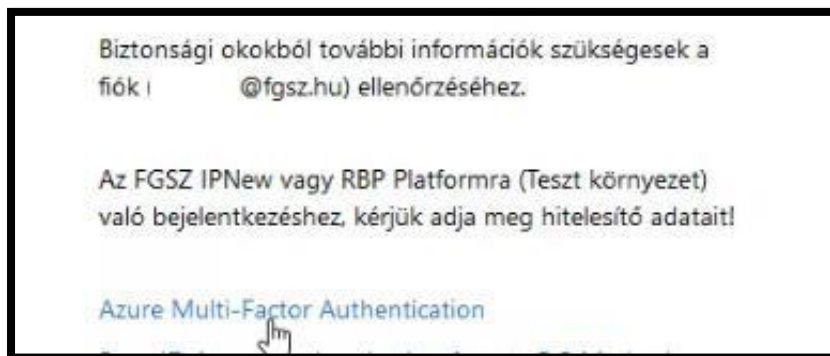 Biztonsági okokból további információk szükségesek a
fiók ( @fgsz.hu) ellenőrzéséhez.
Az FGSZ IPNew vagy RBP Platformra (Teszt környezet)
való bejelentkezéshez, kérjük adja meg hitelesítő adatait!
Azure Multi-Factor Authentication